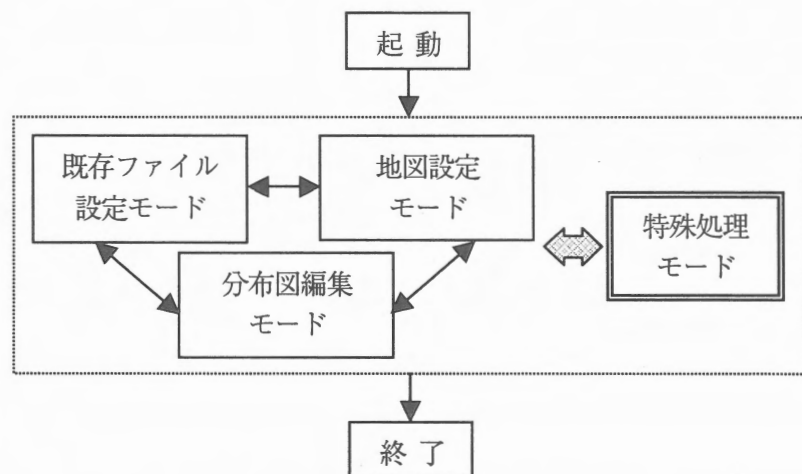 起 動
既存ファイル
設定モード
地図設定
モード
特殊処理
モード
分布図編集
モード
終 了